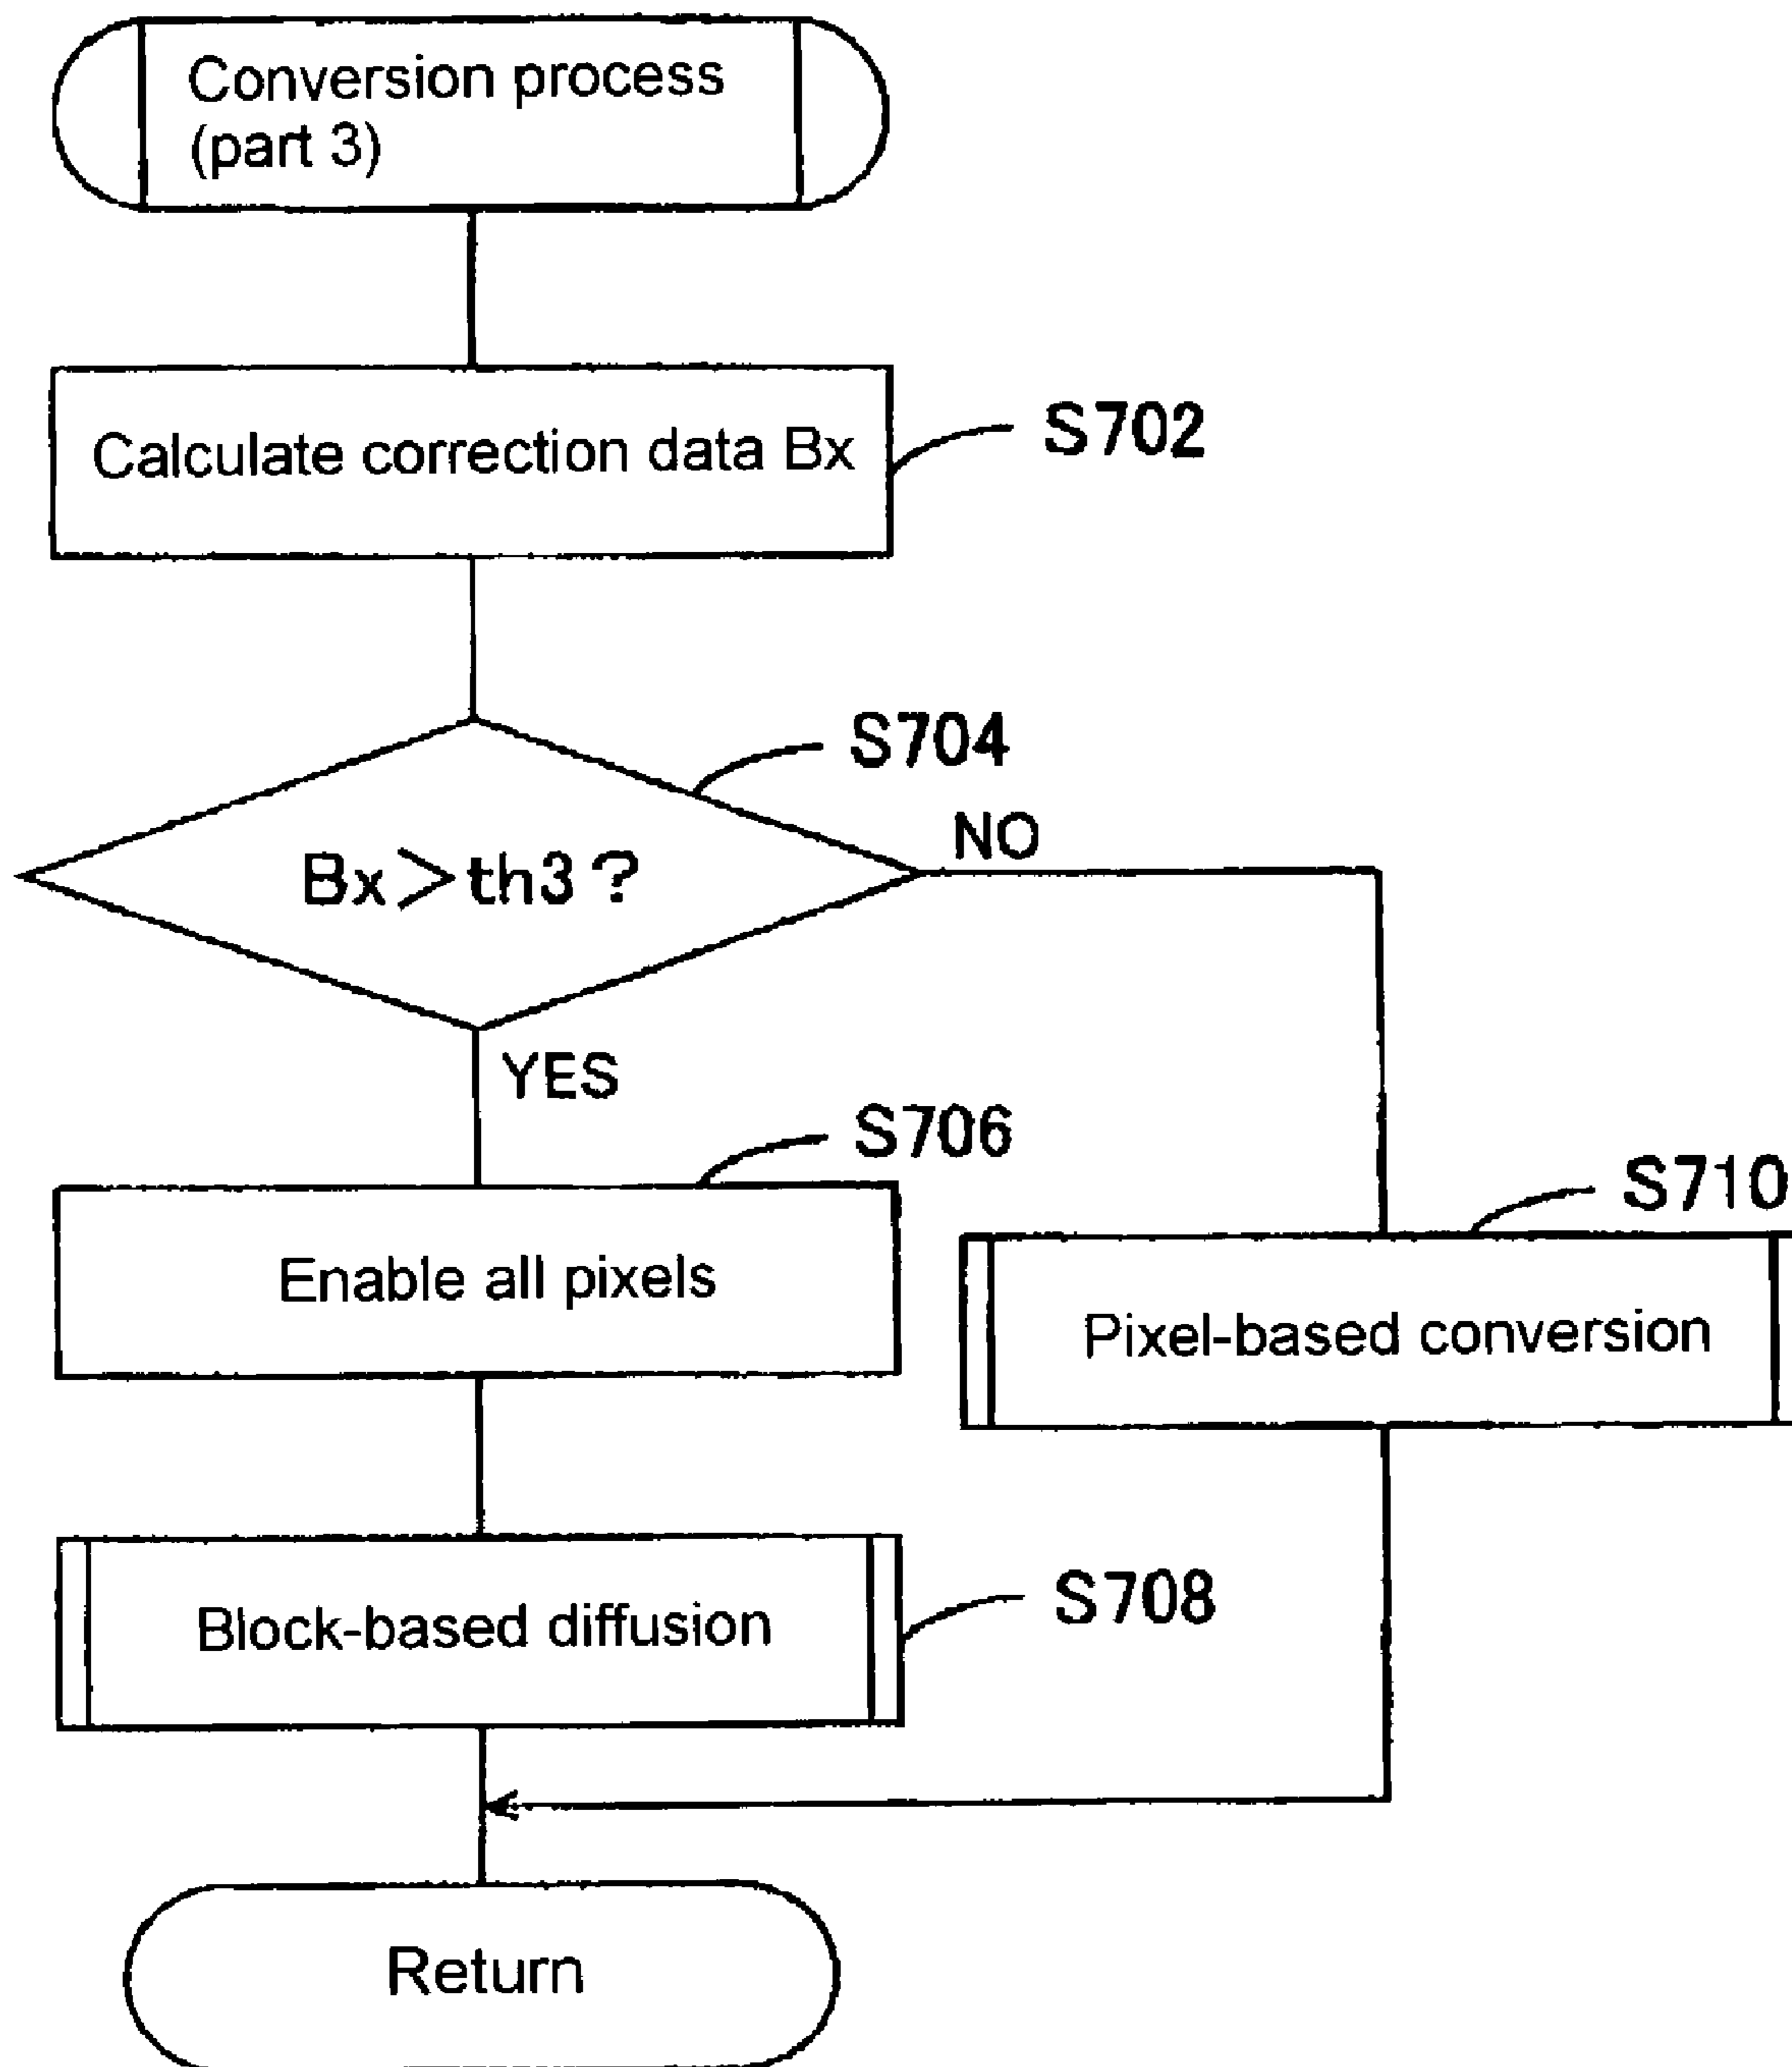 Conversion process
(part 3)
Calculate correction data Bx
S702
S704
Bx>th3?
NO
YES
S706
Enable all pixels
S710
Pixel-based conversion
Block-based diffusion
S708
Return